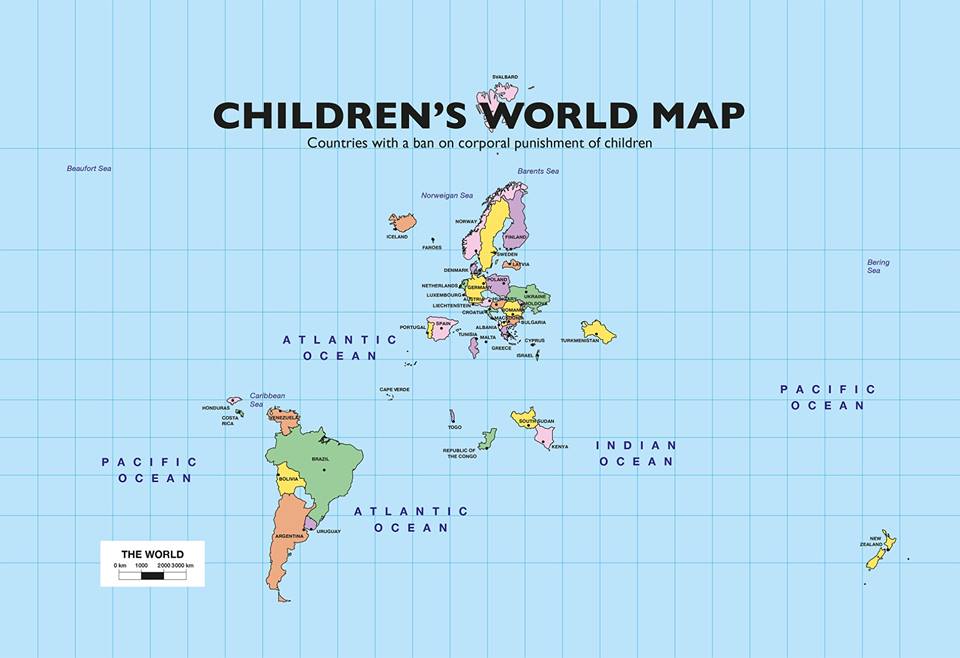 SVALBARD
CHILDREN'S WORLD MAP
Countries with a ban on corporal punishment of children
Beaufort Sea
Barents Sea
Norweigan Sea
NORWAY
ICELAND
FINLAND
FAROES
SWEDEN
LATVIA
Bering
Sea
DENMARK
POLAND
NETHERLANDS
GERMANY
LUXEMBOURG
AUSTRIA
HUNGARY
UKRAINE
MOLDOVA
LIECHTENSTEIN
ROMANIA
CROATIA
MACEDONIA
BULGARIA
PORTUGAL
SPAIN
ALBANIA
TUNISIA
MALTA
GREECE
CYPRUS
ISRAEL
TURKMENISTAN
ATLANTIC
OCEAN
CAPE VERDE
PACIFIC
OCEAN
Caribbean
Sea
HONDURAS
COSTA
RICA
VENEZUELA
TOGO
SOUTH SUDAN
KENYA
REPUBLIC OF
THE CONGO
INDIAN
OCEAN
BRAZIL
PACIFIC
OCEAN
BOLIVIA
ATLANTIC
OCEAN
URUGUAY
ARGENTINA
NEW
ZEALAND
THE WORLD
0 km 1000 2000 3000 km